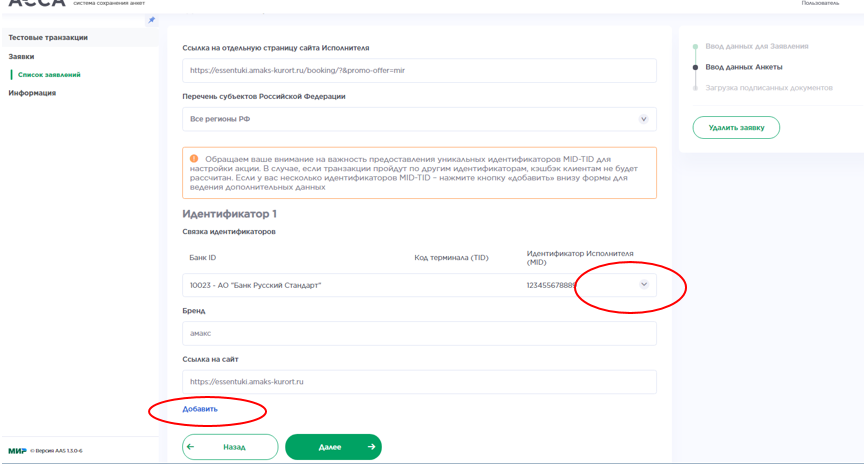 АССА система сохранения анкет
Пользователь
Тестовые транзакции
Заявки
Список заявлений
Информация
Ссылка на отдельную страницу сайта Исполнителя
https://essentuki.amaks-kurort.ru/booking/?&promo-offer=mir
Перечень субъектов Российской Федерации
Все регионы РФ
Обращаем ваше внимание на важность предоставления уникальных идентификаторов MID-TID для
настройки акции. В случае, если транзакции пройдут по другим идентификаторам, кэшбэк клиентам не будет
рассчитан. Если у вас несколько идентификаторов MID-TID – нажмите кнопку «добавить» внизу формы для
ведения дополнительных данных
Идентификатор 1
Связка идентификаторов
Банк ID
Код терминала (TID)
Идентификатор Исполнителя
(MID)
10023 - АО "Банк Русский Стандарт"
Бренд
амакс
Ссылка на сайт
https://essentuki.amaks-kurort.ru
Добавить
Назад
Далее
Ввод данных для Заявления
Ввод данных Анкеты
Загрузка подписанных документов
Удалить заявку
МИР © Версия AAS 1.3.0-6